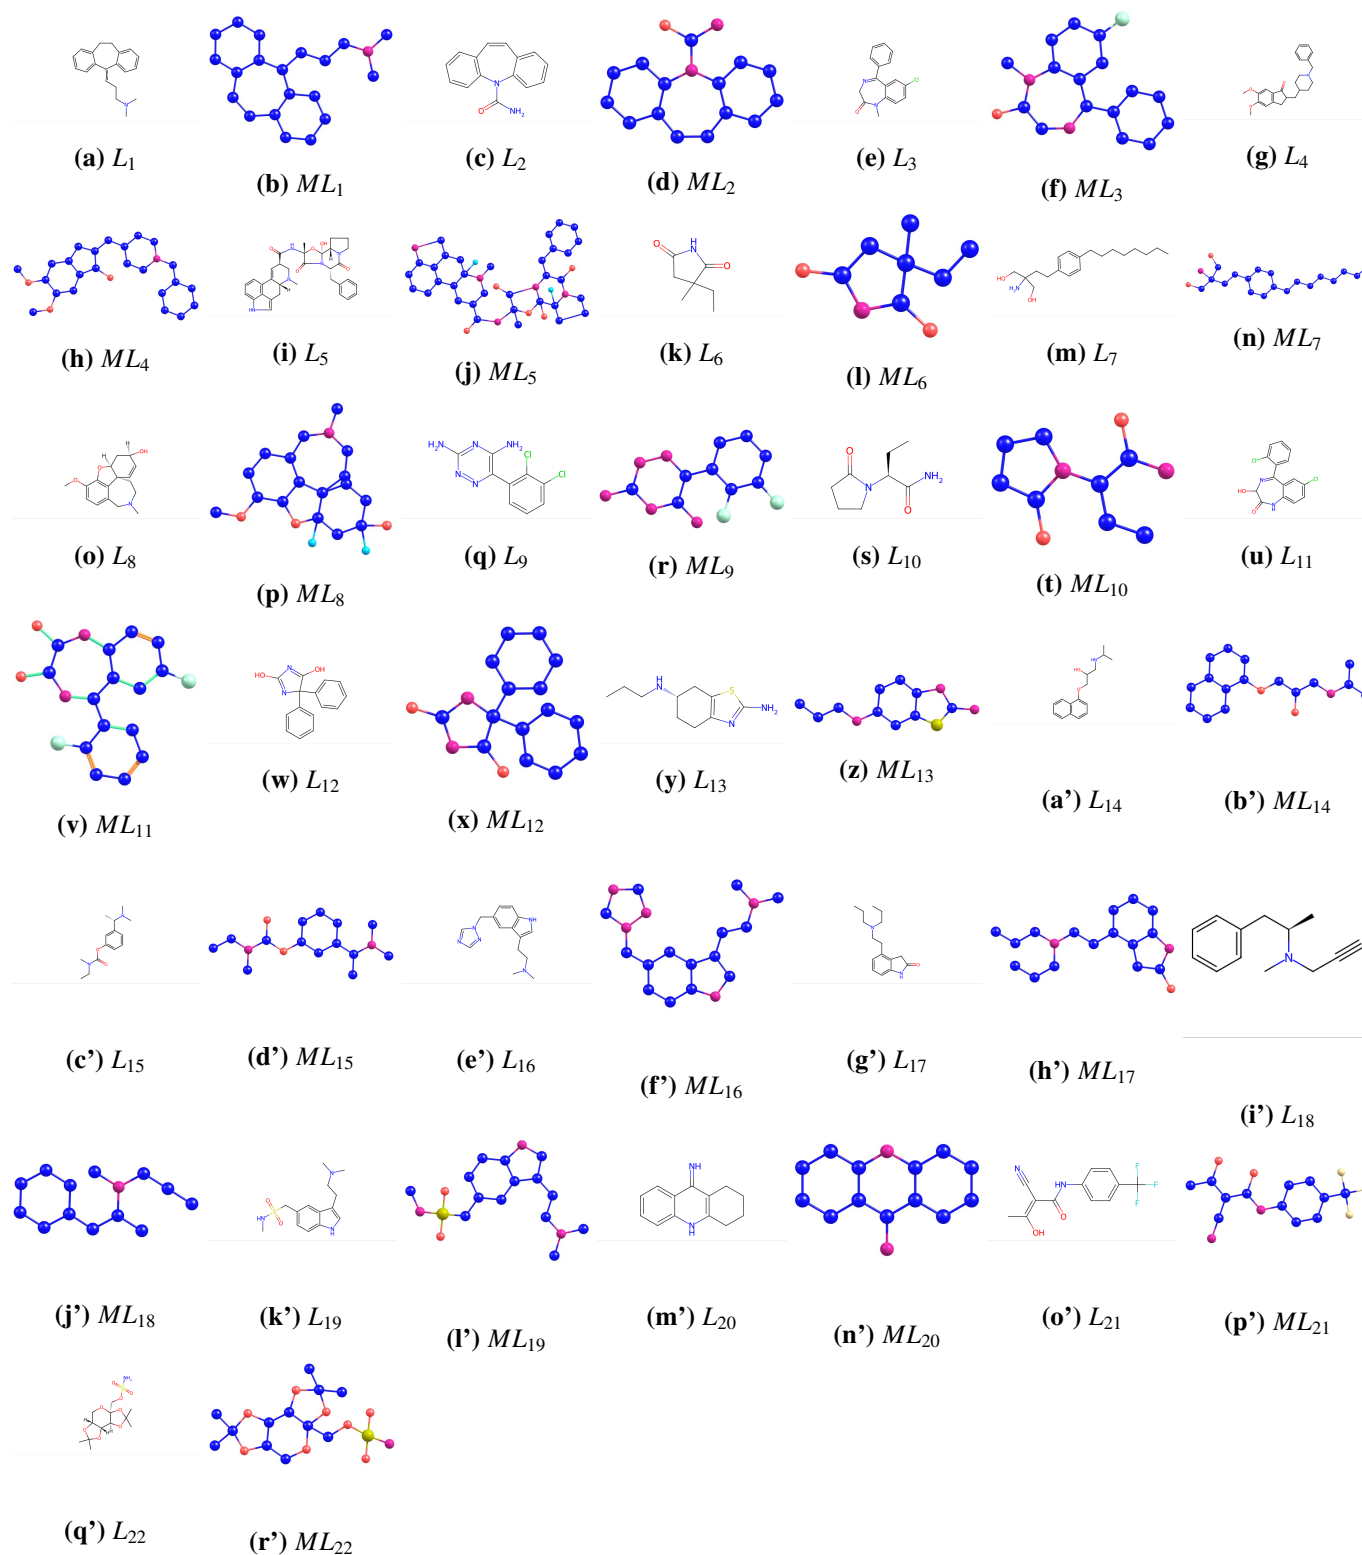 (a) L1
(b) ML1
(c) L2
(d) ML2
(e) L3
(f) ML3
(g) L4
(h) ML4
(i) L5
(j) ML5
(k) L6
(l) ML6
(m) L7
(n) ML7
(o) L8
(p) ML8
(q) L9
(r) ML9
(s) L10
(t) ML10
(u) L11
(v) ML11
(w) L12
(x) ML12
(y) L13
(z) ML13
(a') L14
(b') ML14
(c') L15
(d') ML15
(e') L16
(f') ML16
(g') L17
(h') ML17
(i') L18
(j') ML18
(k') L19
(l') ML19
(m') L20
(n') ML20
(o') L21
(p') ML21
(q') L22
(r') ML22